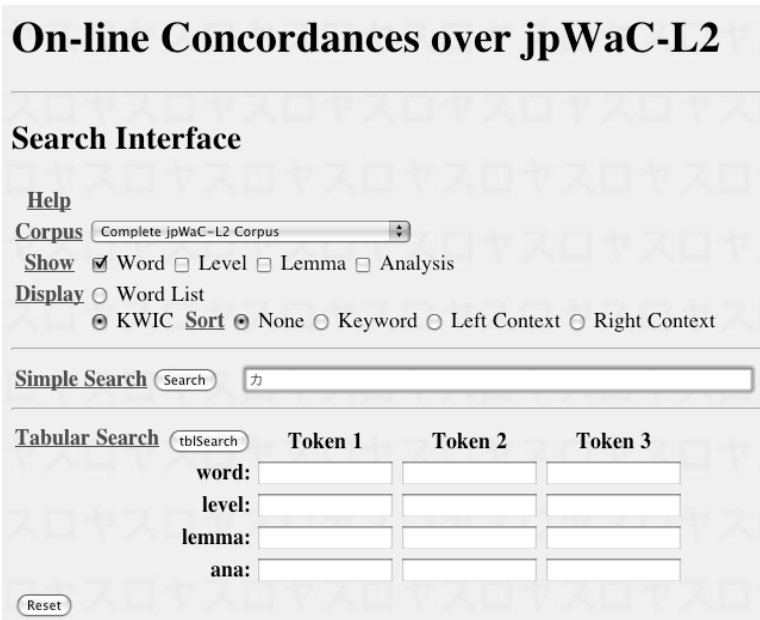 On-line Concordances over jpWaC-L2
Search Interface
Help
Corpus Complete jpWaC-L2 Corpus
Show Word Level Lemma Analysis
Display Word List
KWIC Sort None Keyword Left Context Right Context
Simple Search Search 力
Tabular Search tblSearch Token 1 Token 2 Token 3
word:
level:
lemma:
ana:
Reset